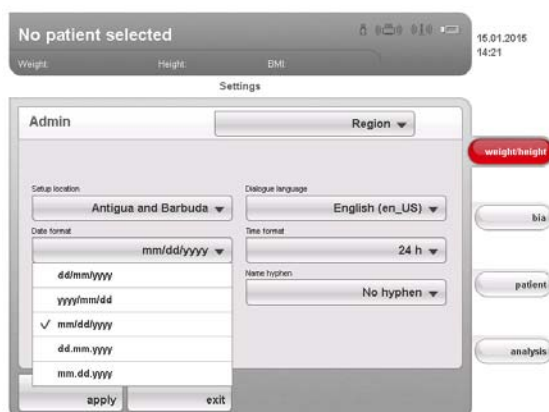 No patient selected
15.01.2015
14:21
Weight: Height: BMI:
Settings
Admin
Region
weight/height
Setup location
Dialogue language
Antigua and Barbuda
English (en_US)
bia
Date format
Time format
mm/dd/yyyy
24 h
dd/mm/yyyy
Name hyphen
yyyy/mm/dd
No hyphen
patient
mm/dd/yyyy
dd.mm.yyyy
analysis
mm.dd.yyyy
apply
exit